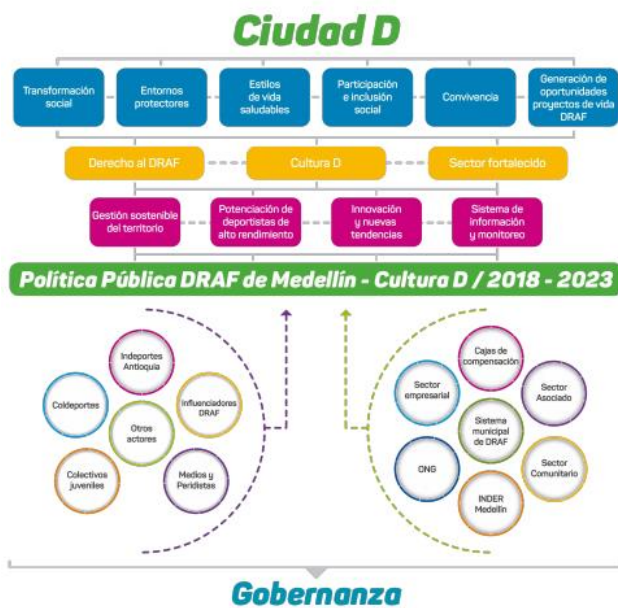 Ciudad D
Transformación
social
Entornos
protectores
Estilos
de vida
saludables
Participación
e inclusión
social
Convivencia
Generación de
oportunidades
proyectos de vida
DRAF
Derecho al DRAF
Cultura D
Sector fortalecido
Gestión sostenible
del territorio
Potenciación de
deportistas de
alto rendimiento
Innovación
y nuevas
tendencias
Sistema de
información
y monitoreo
Política Pública DRAF de Medellín - Cultura D / 2018 - 2023
Indeportes
Antioquia
Coldeportes
Influenciadores
DRAF
Otros
actores
Colectivos
juveniles
Medios y
Peridistas
Cajas de
compensación
Sector
empresarial
Sector
Asociado
Sistema
municipal
de DRAF
ONG
Sector
Comunitario
INDER
Medellín
Gobernanza